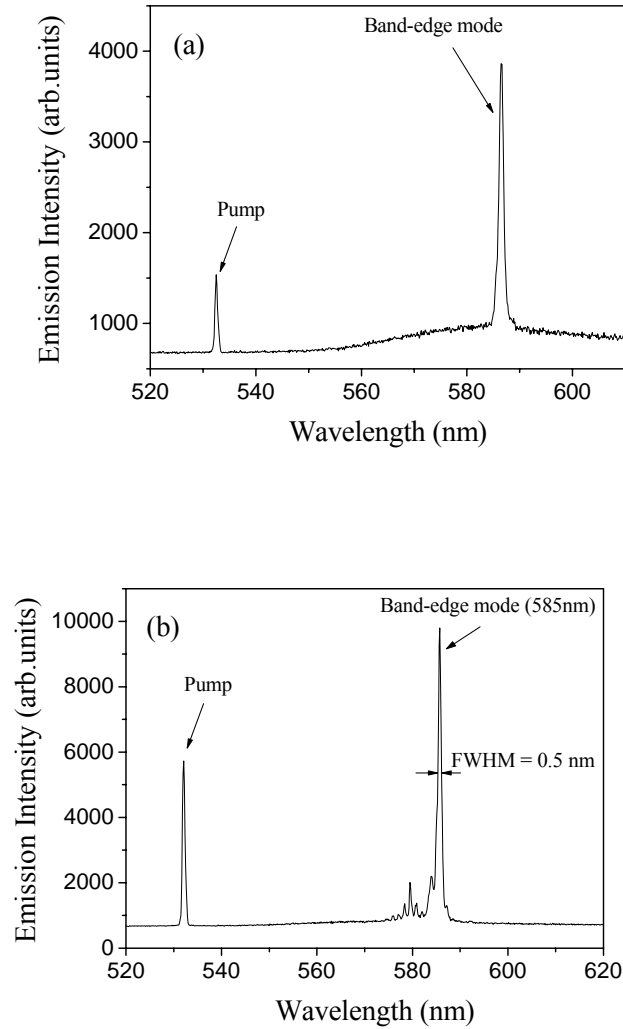 (a)
Band-edge mode
Pump
4000
3000
2000
1000
520 540 560 580 600
Emission Intensity (arb.units)
Wavelength (nm)
(b)
Band-edge mode (585nm)
Pump
FWHM = 0.5 nm
10000
8000
6000
4000
2000
0
520 540 560 580 600 620
Emission Intensity (arb.units)
Wavelength (nm)